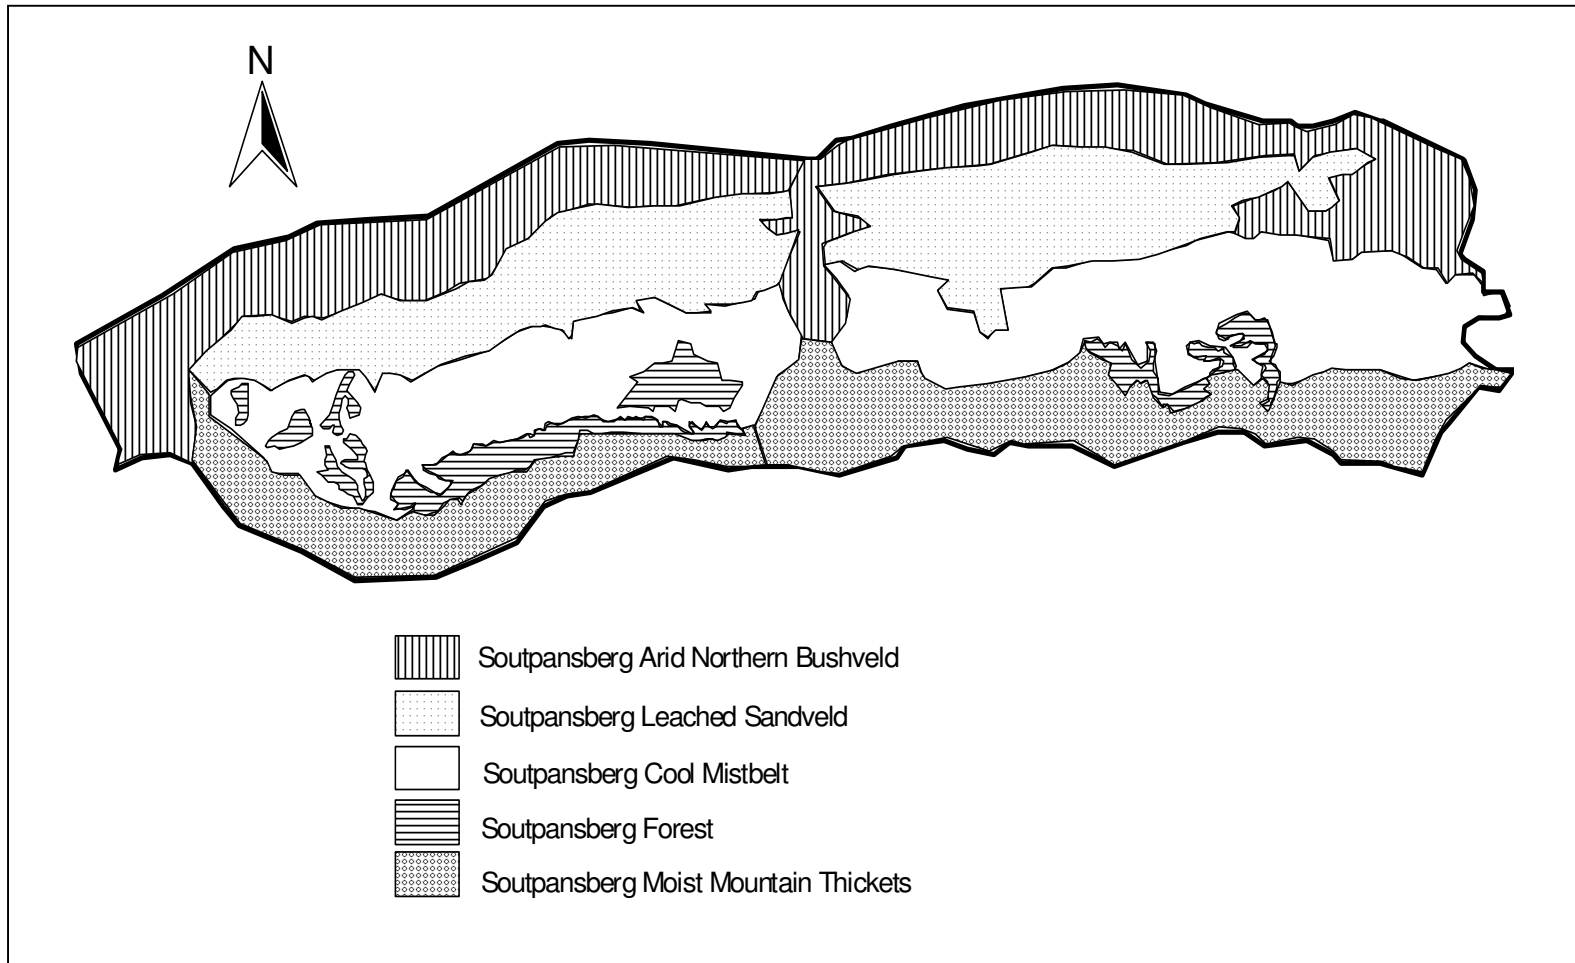 N
Soutpansberg Arid Northern Bushveld
Soutpansberg Leached Sandveld
Soutpansberg Cool Mistbelt
Soutpansberg Forest
Soutpansberg Moist Mountain Thickets